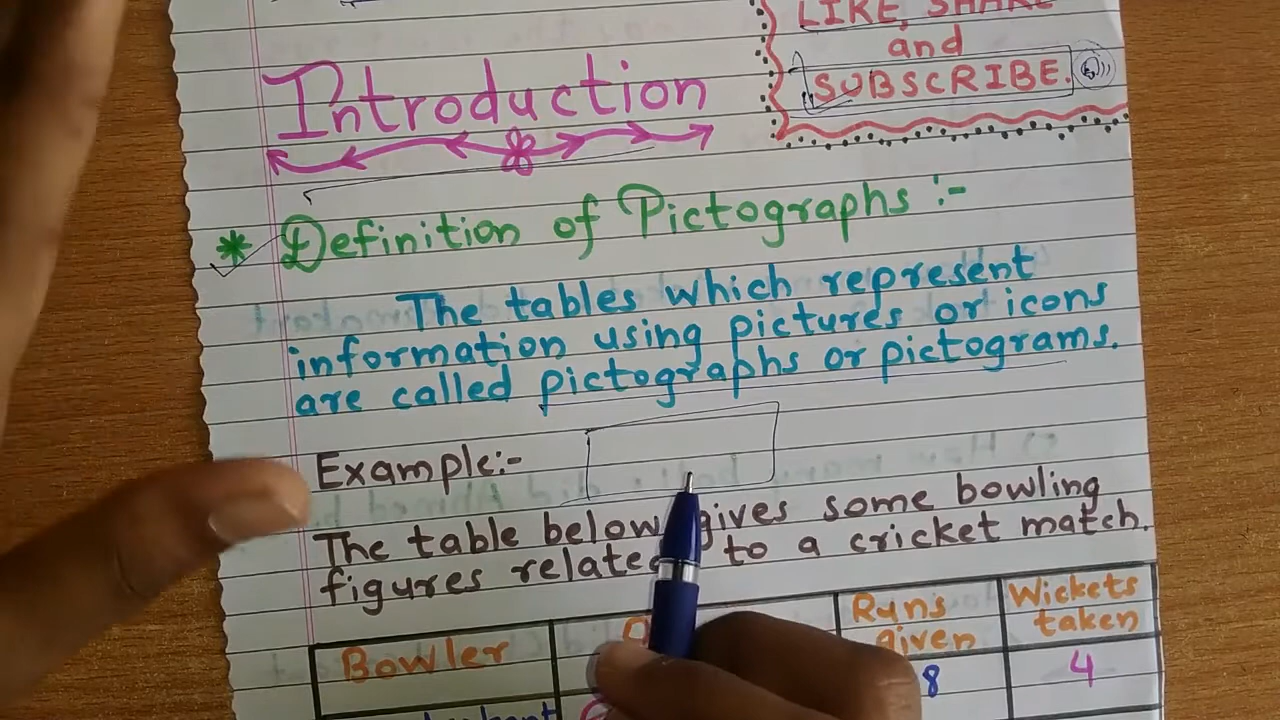 LIKE, SHARE
and
SUBSCRIBE.
Introduction
* Definition of Pictographs :-
The tables which represent
information using pictures or icons
are called pictographs or pictograms.
Example:-
The table below gives some bowling
figures related to a cricket match.
Bowler
Runs
given
Wickets
taken
8
4